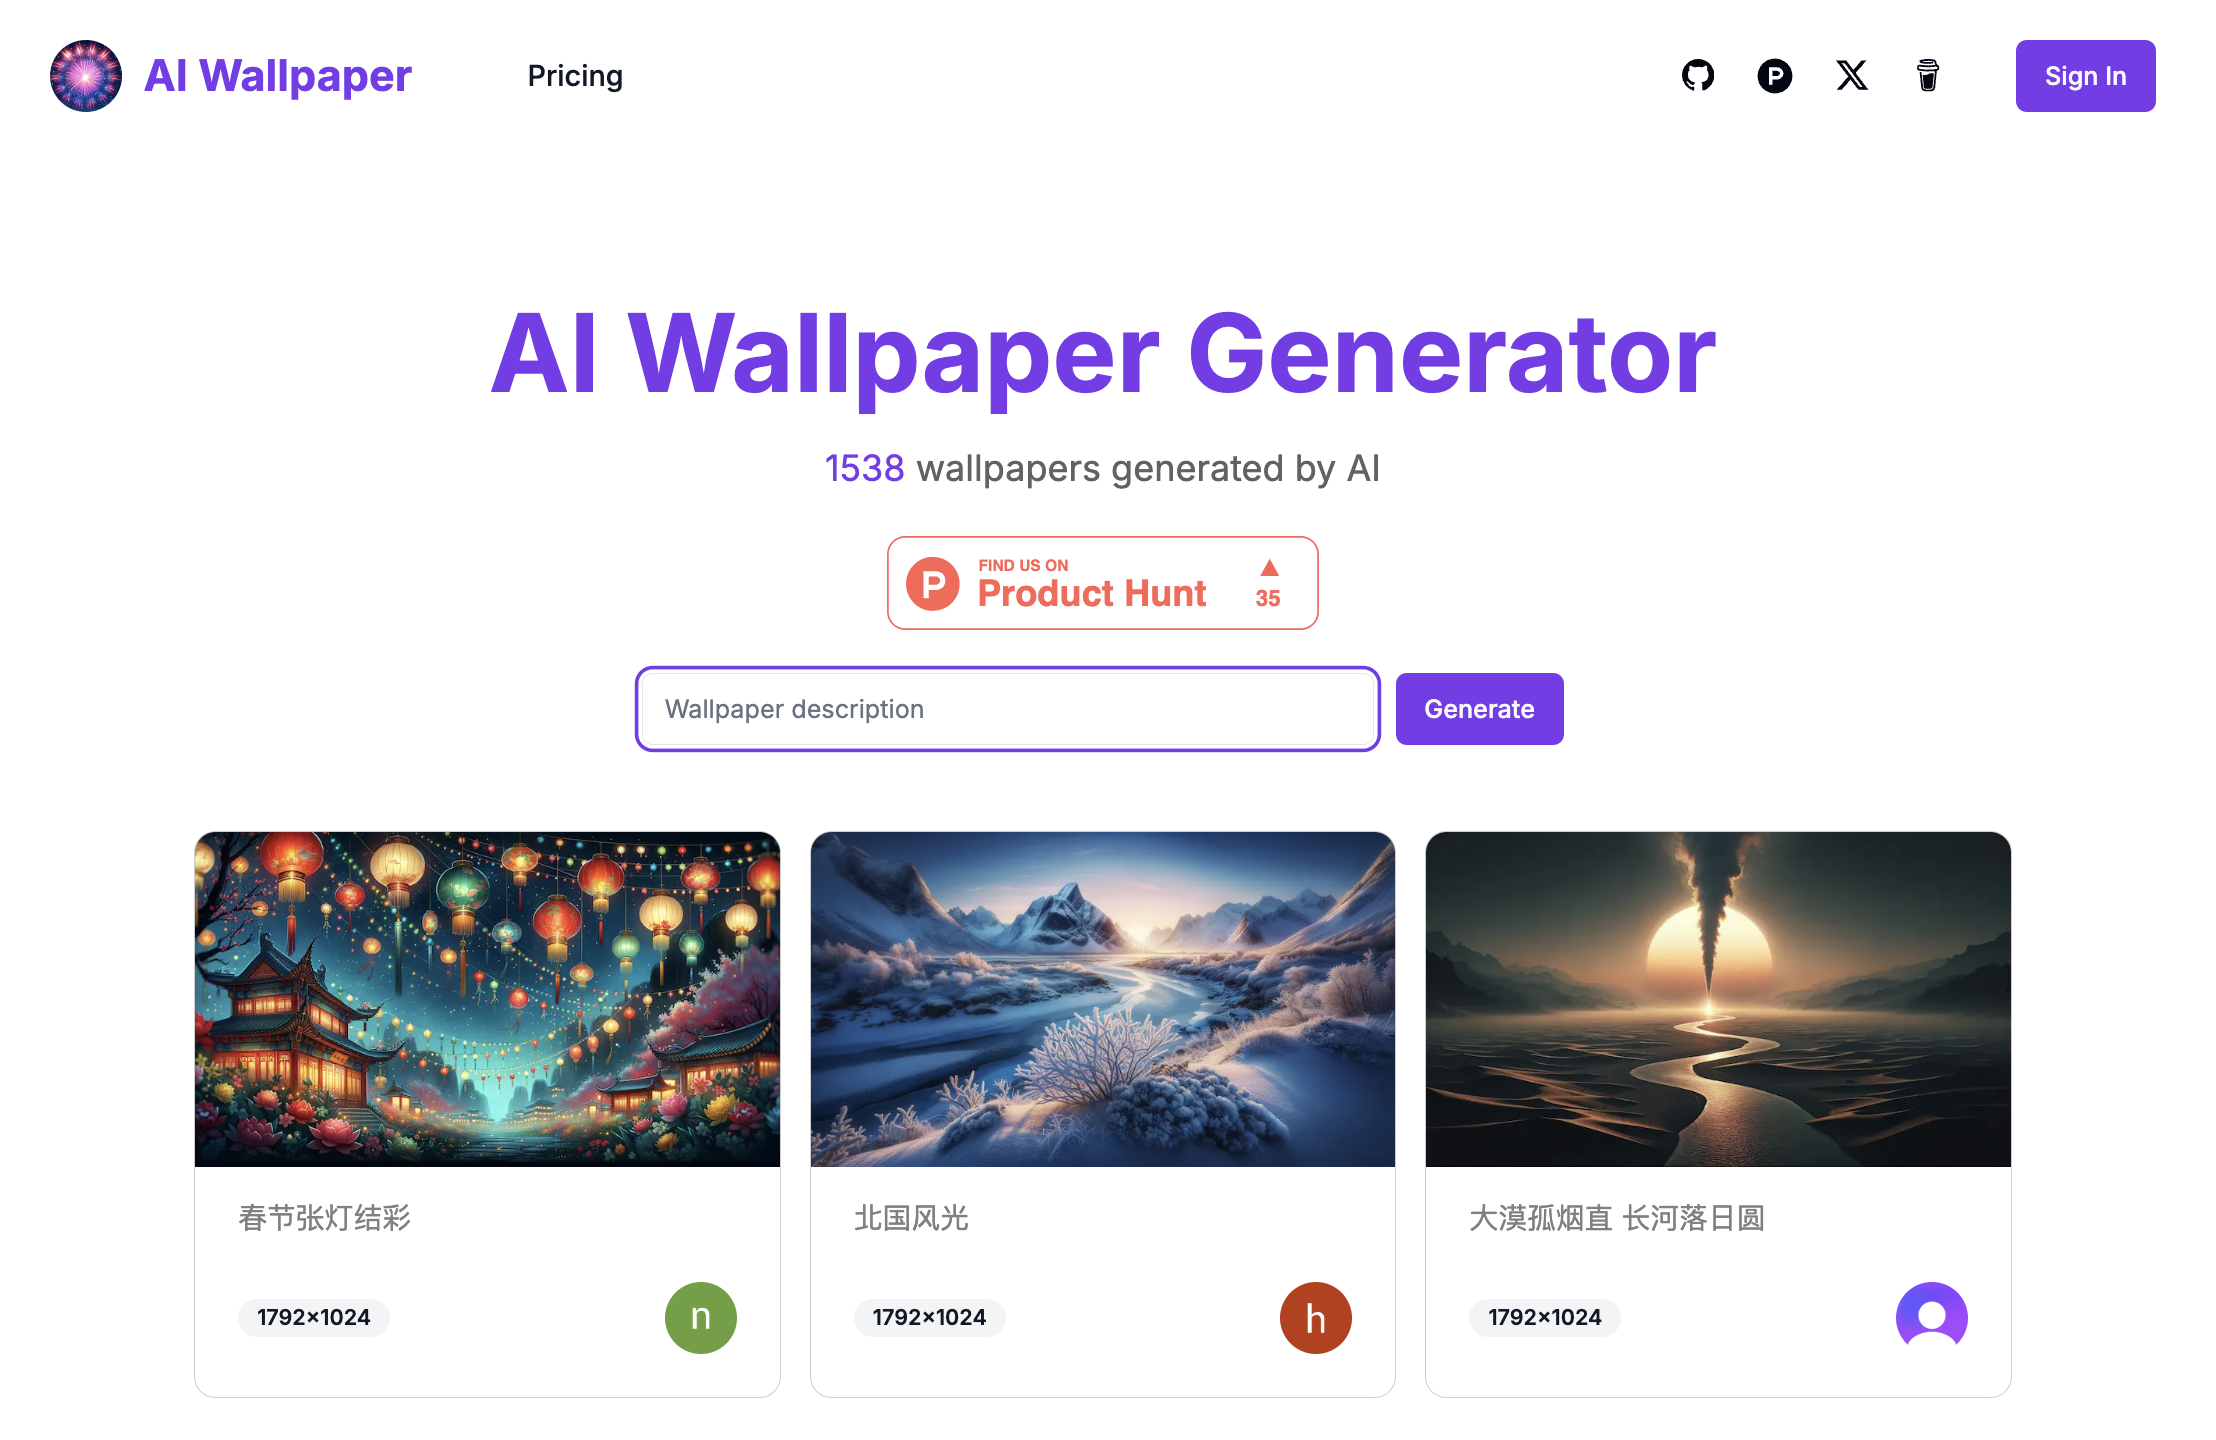 AI Wallpaper
Pricing
Sign In
AI Wallpaper Generator
1538 wallpapers generated by AI
P FIND US ON
Product Hunt
35
Wallpaper description
Generate
春节张灯结彩
1792×1024
n
北国风光
1792×1024
h
大漠孤烟直 长河落日圆
1792×1024